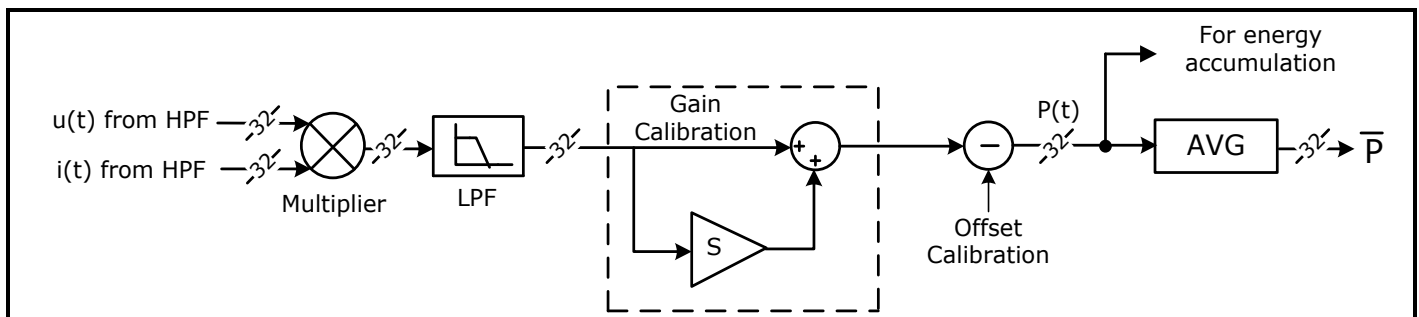 For energy
accumulation
u(t) from HPF
32
i(t) from HPF
32
Multiplier
32
LPF
32
Gain
Calibration
+
+
S
−
Offset
Calibration
P(t)
32
AVG
32
P̅